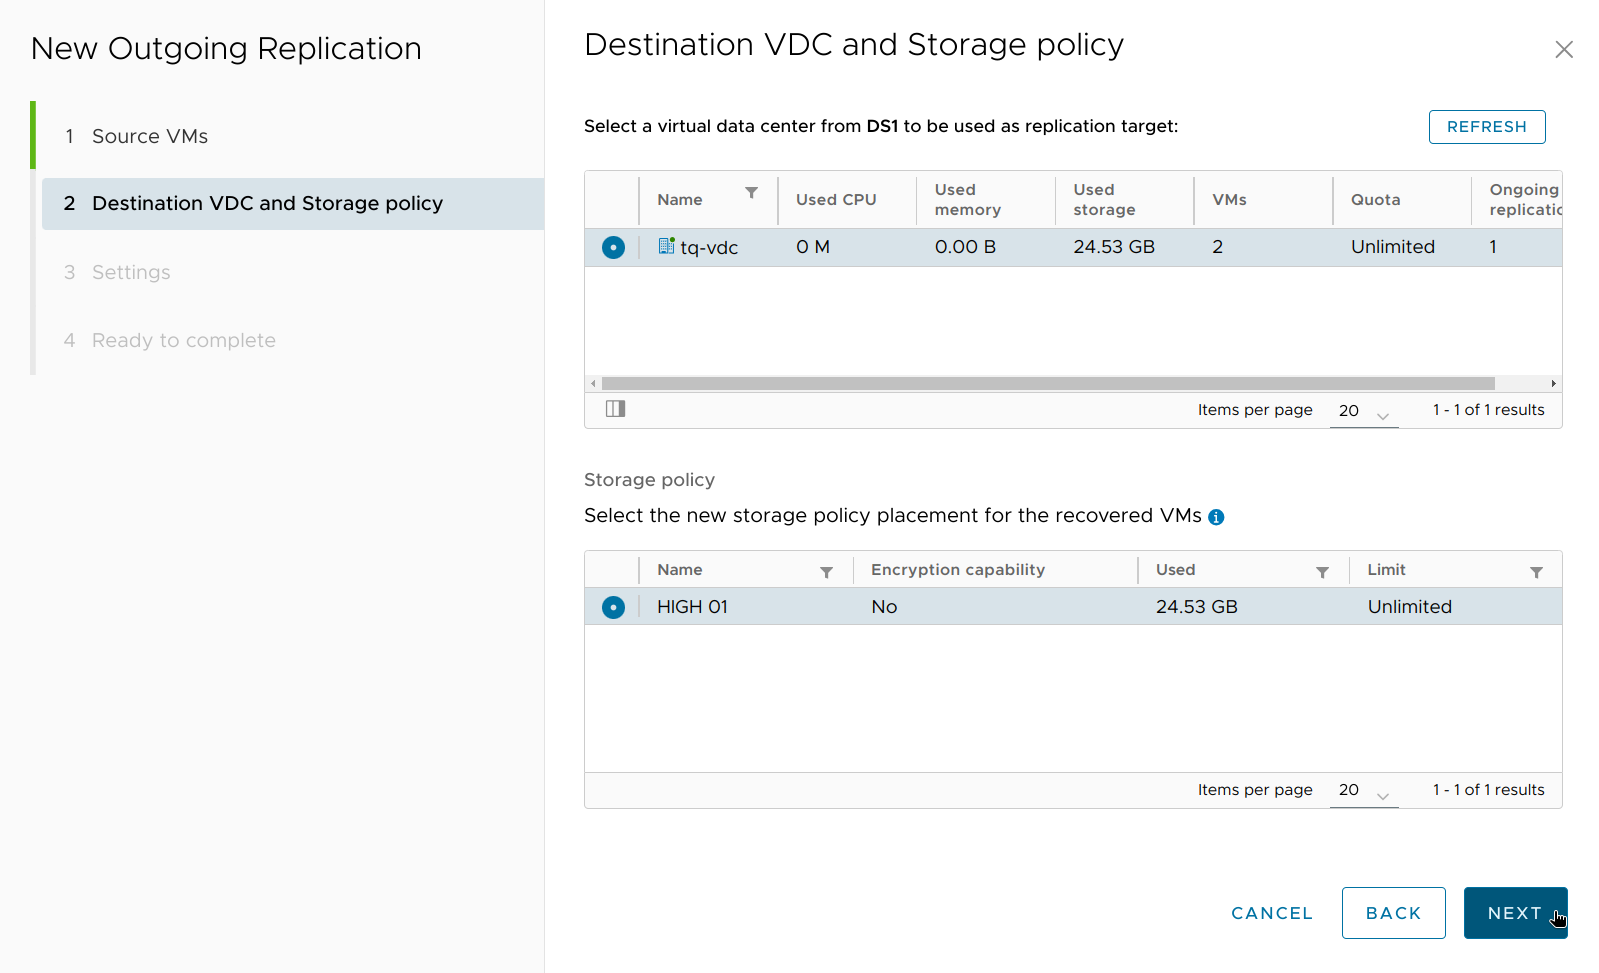 New Outgoing Replication
1 Source VMs
2 Destination VDC and Storage policy
3 Settings
4 Ready to complete
Destination VDC and Storage policy
Select a virtual data center from DS1 to be used as replication target:
REFRESH
Name Used CPU Used memory Used storage VMs Quota Ongoing replicatic
tq-vdc 0 M 0.00 B 24.53 GB 2 Unlimited 1
Items per page 20 1 - 1 of 1 results
Storage policy
Select the new storage policy placement for the recovered VMs
Name Encryption capability Used Limit
HIGH 01 No 24.53 GB Unlimited
Items per page 20 1 - 1 of 1 results
CANCEL BACK NEXT